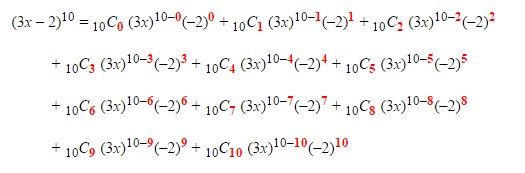 (3x – 2)¹⁰ = ₁₀C₀ (3x)¹⁰⁻⁰(–2)⁰ + ₁₀C₁ (3x)¹⁰⁻¹(–2)¹ + ₁₀C₂ (3x)¹⁰⁻²(–2)²
+ ₁₀C₃ (3x)¹⁰⁻³(–2)³ + ₁₀C₄ (3x)¹⁰⁻⁴(–2)⁴ + ₁₀C₅ (3x)¹⁰⁻⁵(–2)⁵
+ ₁₀C₆ (3x)¹⁰⁻⁶(–2)⁶ + ₁₀C₇ (3x)¹⁰⁻⁷(–2)⁷ + ₁₀C₈ (3x)¹⁰⁻⁸(–2)⁸
+ ₁₀C₉ (3x)¹⁰⁻⁹(–2)⁹ + ₁₀C₁₀ (3x)¹⁰⁻¹⁰(–2)¹⁰